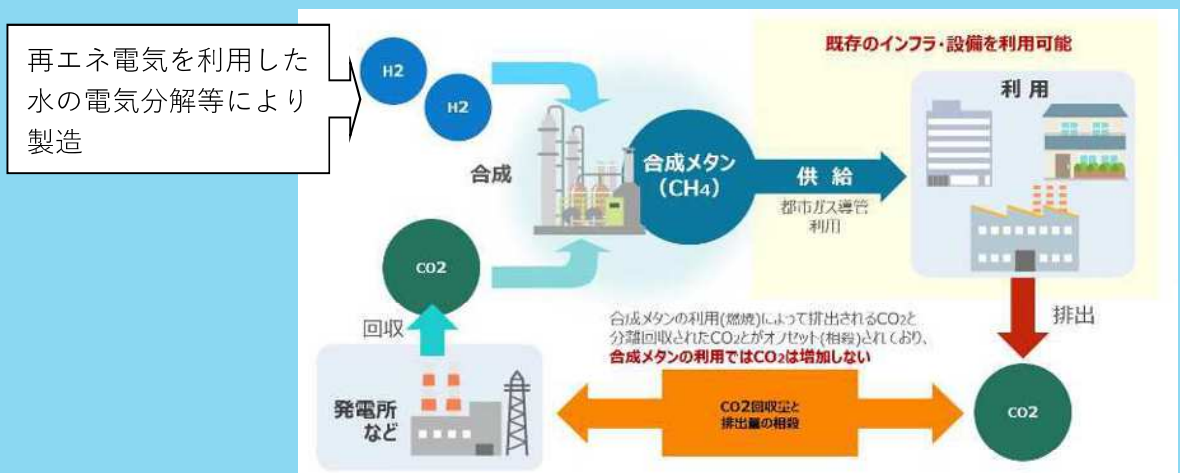 再エネ電気を利用した
水の電気分解等により
製造
H2
H2
合成
合成メタン
(CH4)
既存のインフラ・設備を利用可能
利用
供給
都市ガス導管
利用
CO2
回収
発電所
など
合成メタンの利用(燃焼)によって排出されるCO2と
分離回収されたCO2とがオフセット(相殺)されており、
合成メタンの利用ではCO2は増加しない
CO2回収量と
排出量の相殺
排出
CO2